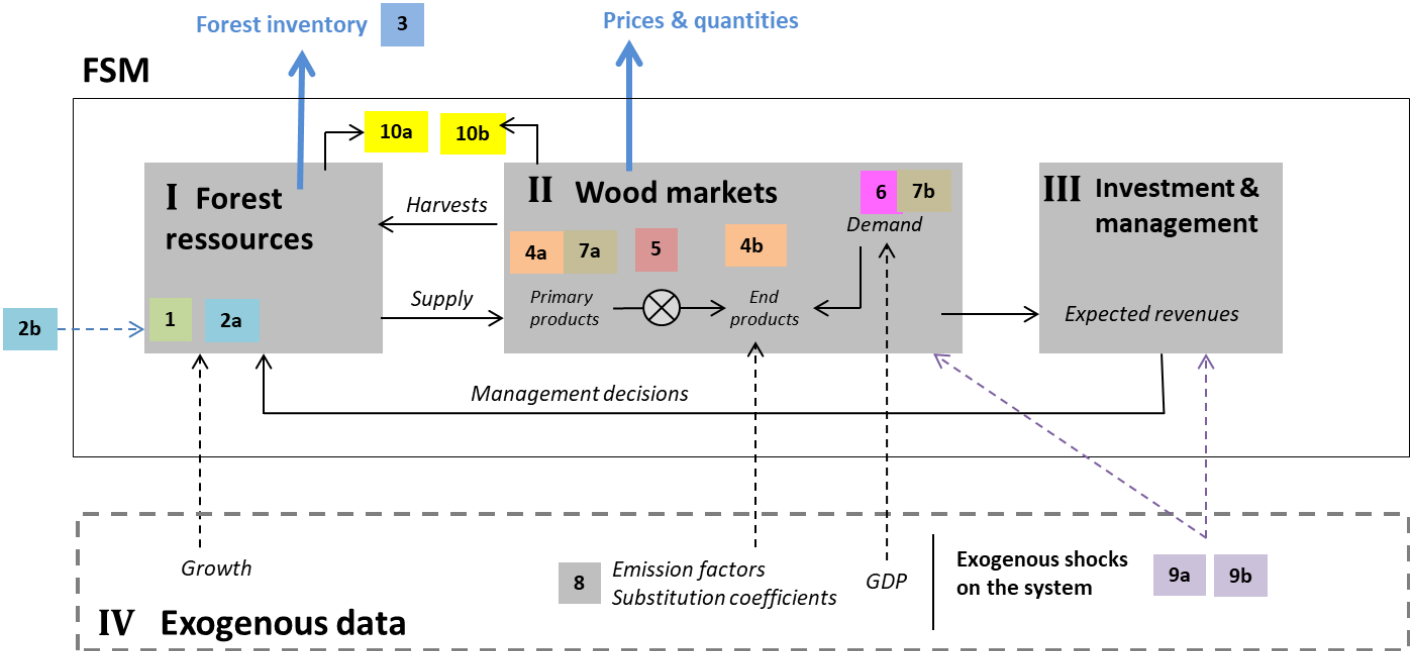 Forest inventory 3
Prices & quantities
FSM
10a
10b
I Forest
ressources
Harvests
Supply
1
2a
2b
II Wood markets
6
7b
Demand
4a
7a
5
4b
Primary
products
End
products
III Investment &
management
Expected revenues
Management decisions
Growth
8
Emission factors
Substitution coefficients
GDP
Exogenous shocks
on the system
9a
9b
IV Exogenous data